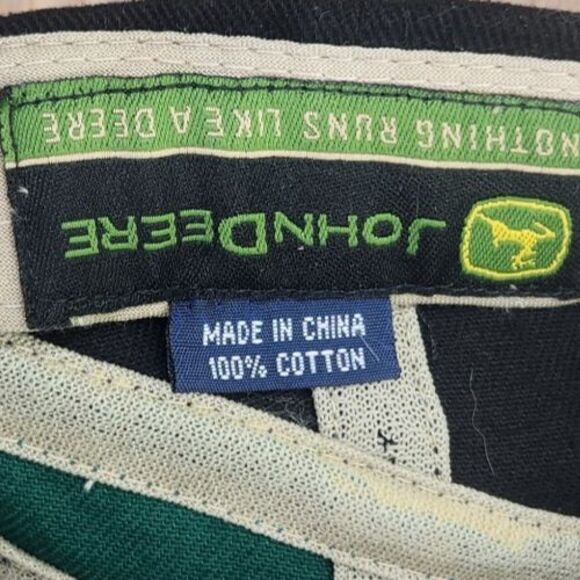 NOTHING RUNS LIKE A DEERE
JOHN DEERE
MADE IN CHINA
100% COTTON